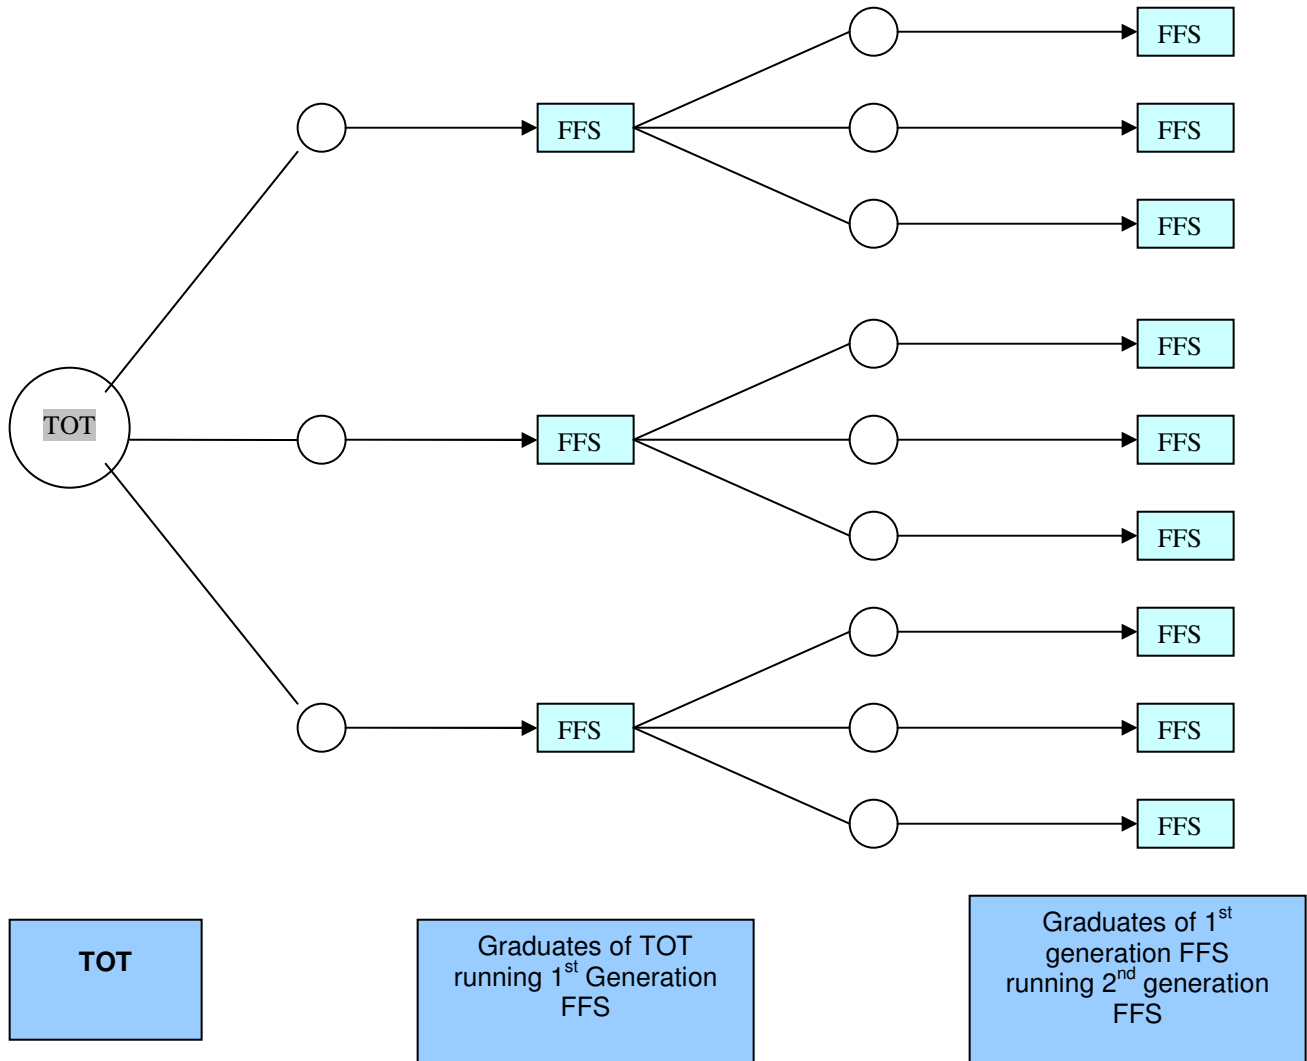 FFS
FFS
FFS
FFS
FFS
TOT
FFS
FFS
FFS
FFS
FFS
FFS
FFS
TOT
Graduates of TOT
running 1st Generation
FFS
Graduates of 1st
generation FFS
running 2nd generation
FFS